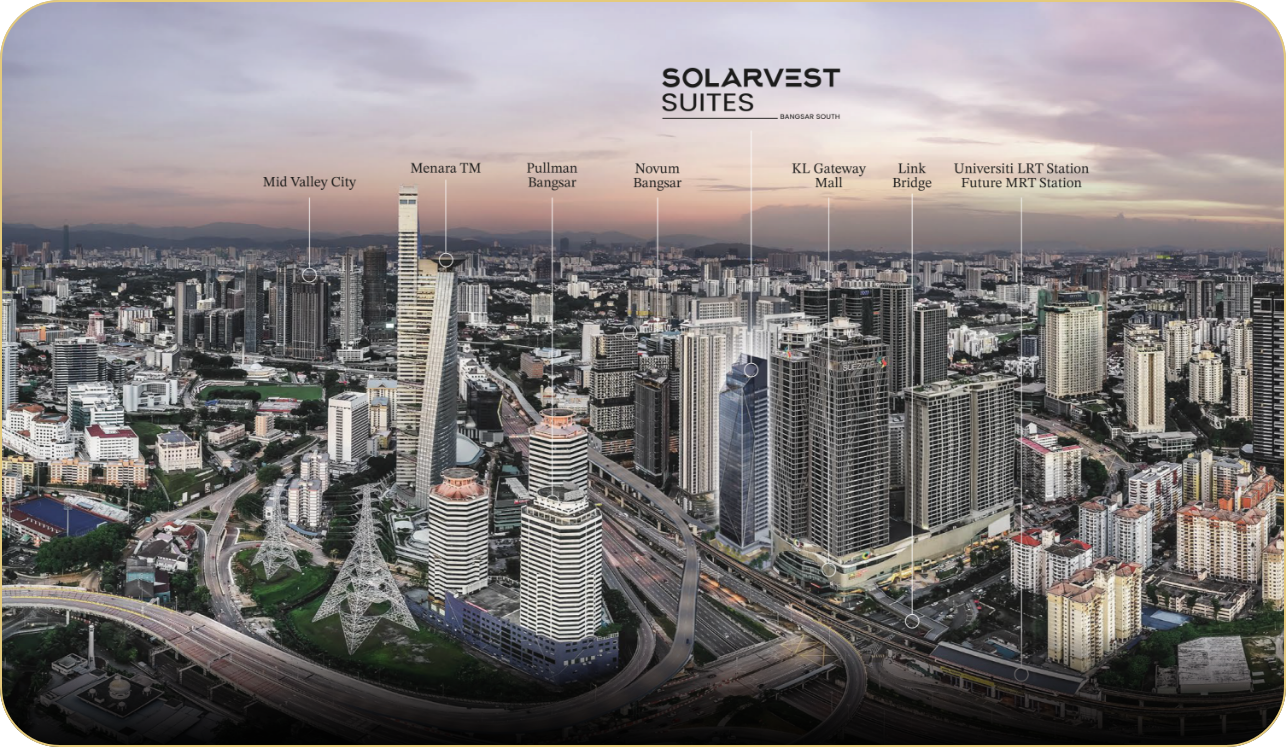 SOLARVEST
SUITES
BANGSAR SOUTH
Mid Valley City
Menara TM
Pullman
Bangsar
Novum
Bangsar
KL Gateway
Mall
Link
Bridge
Universiti LRT Station
Future MRT Station